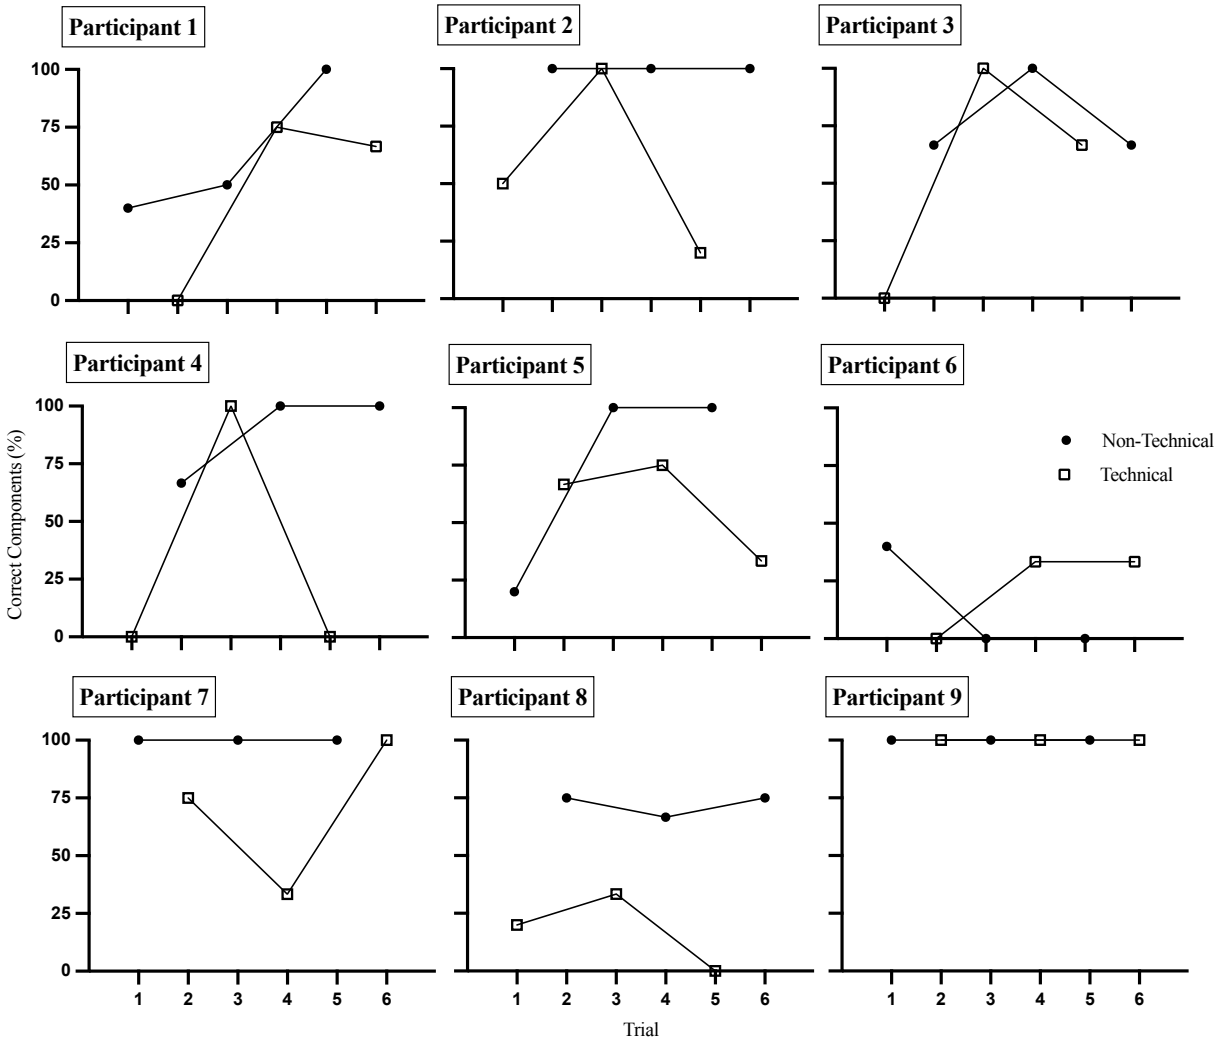 Participant 1
Participant 2
Participant 3
100
75
50
25
0
Participant 4
Participant 5
Participant 6
100
75
50
25
0
Non-Technical
Technical
Correct Components (%)
Participant 7
Participant 8
Participant 9
100
75
50
25
0
1 2 3 4 5 6
1 2 3 4 5 6
1 2 3 4 5 6
Trial